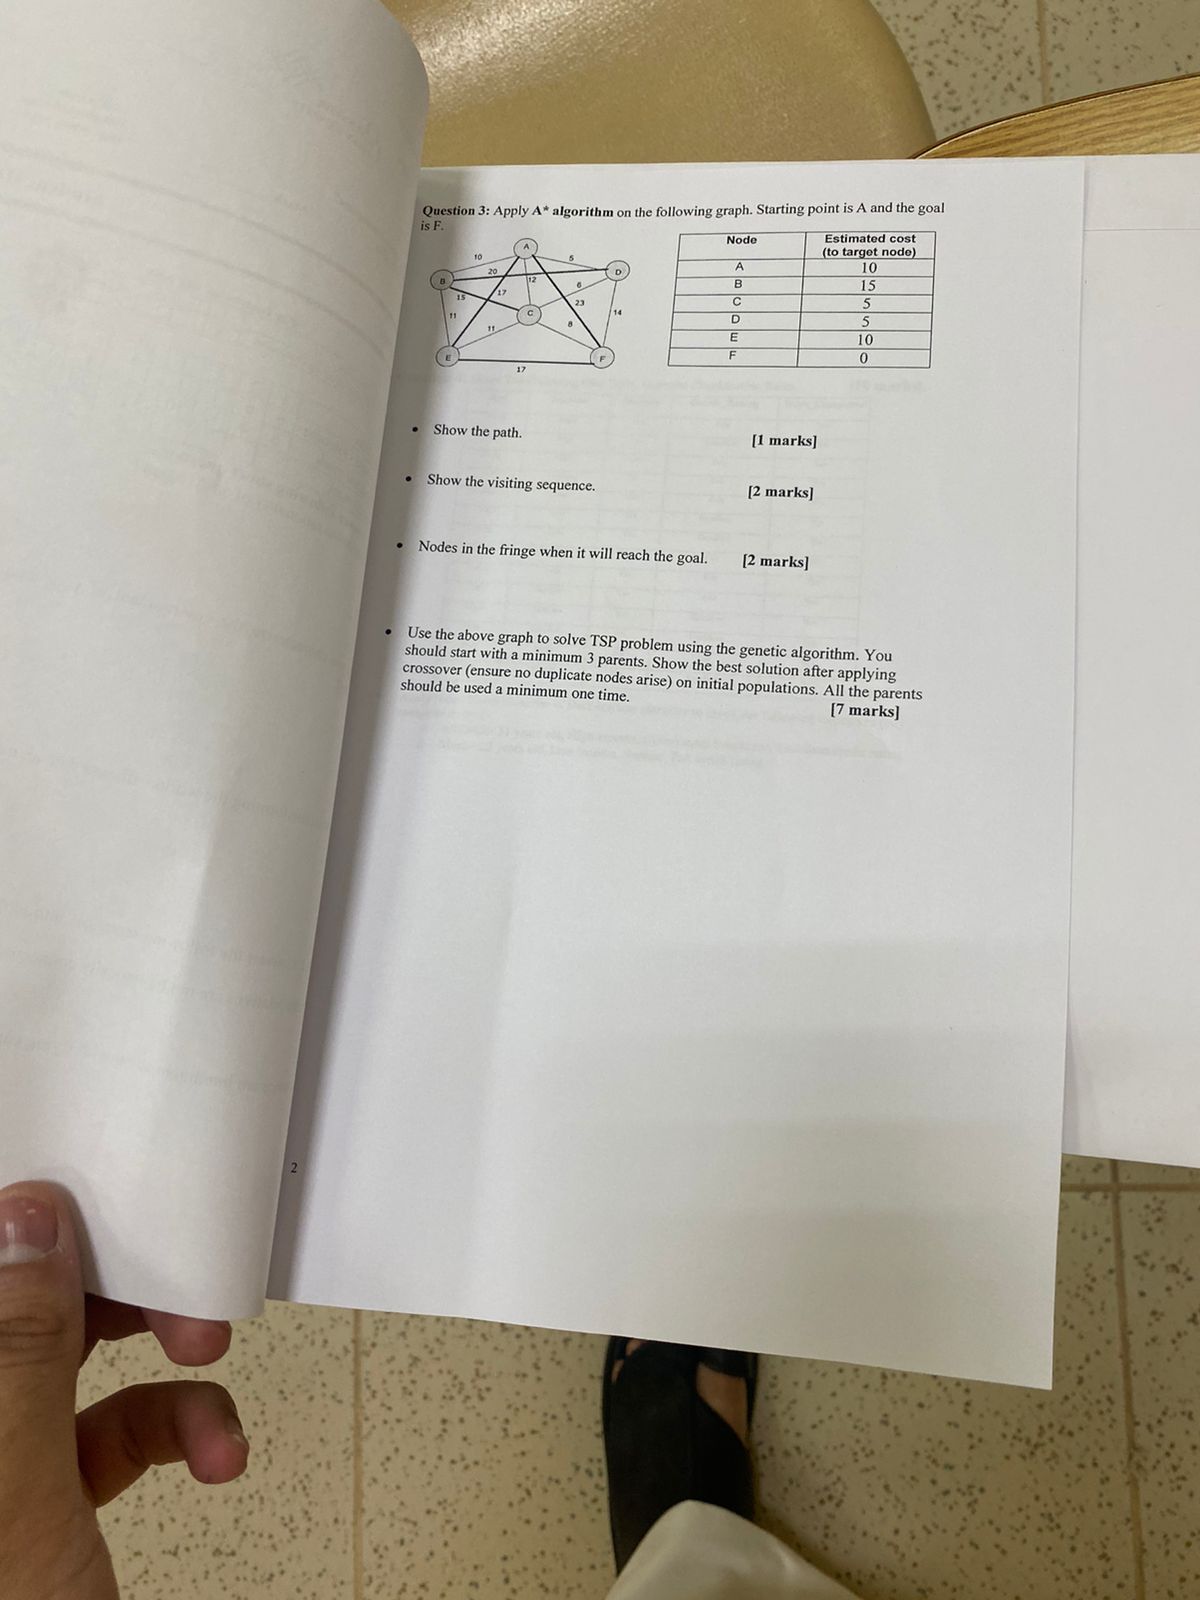 Question 3: Apply A* algorithm on the following graph. Starting point is A and the goal
is F.
A
10
5
20
D
B
12
6
17
15
23
C
14
11
8
11
E
F
17
Node Estimated cost
(to target node)
A 10
B 15
C 5
D 5
E 10
F 0
• Show the path. [1 marks]
• Show the visiting sequence. [2 marks]
• Nodes in the fringe when it will reach the goal. [2 marks]
• Use the above graph to solve TSP problem using the genetic algorithm. You
should start with a minimum 3 parents. Show the best solution after applying
crossover (ensure no duplicate nodes arise) on initial populations. All the parents
should be used a minimum one time.
[7 marks]
2